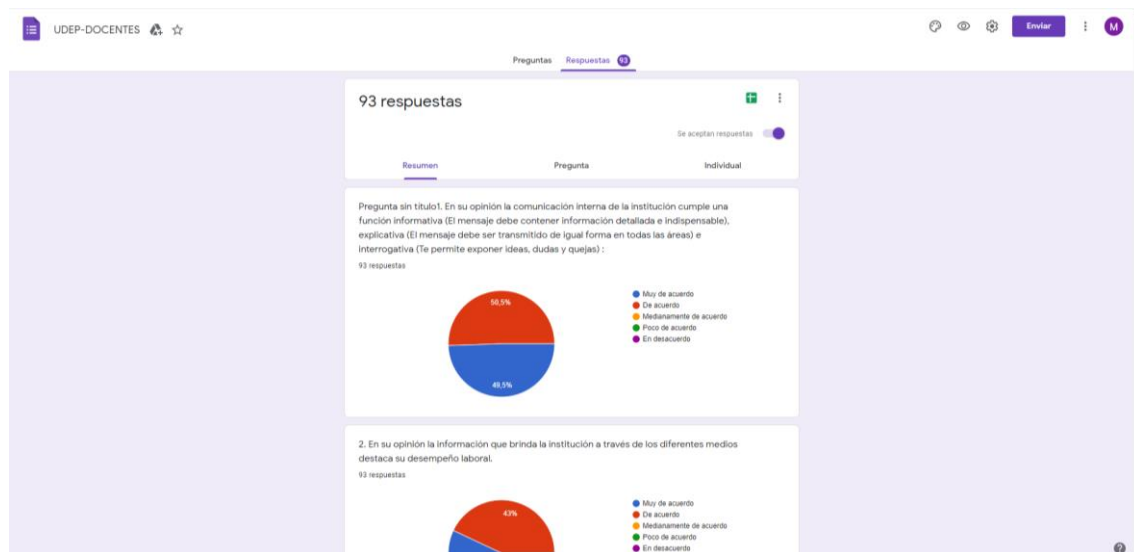 UDEP-DOCENTES
Enviar
M
Preguntas Respuestas 93
93 respuestas
Se aceptan respuestas
Resumen Pregunta Individual
Pregunta sin título1. En su opinión la comunicación interna de la institución cumple una
función informativa (El mensaje debe contener información detallada e indispensable),
explicativa (El mensaje debe ser transmitido de igual forma en todas las áreas) e
interrogativa (Te permite exponer ideas, dudas y quejas) :
93 respuestas
50,5%
49,5%
Muy de acuerdo
De acuerdo
Medianamente de acuerdo
Poco de acuerdo
En desacuerdo
2. En su opinión la información que brinda la institución a través de los diferentes medios
destaca su desempeño laboral.
93 respuestas
43%
Muy de acuerdo
De acuerdo
Medianamente de acuerdo
Poco de acuerdo
En desacuerdo